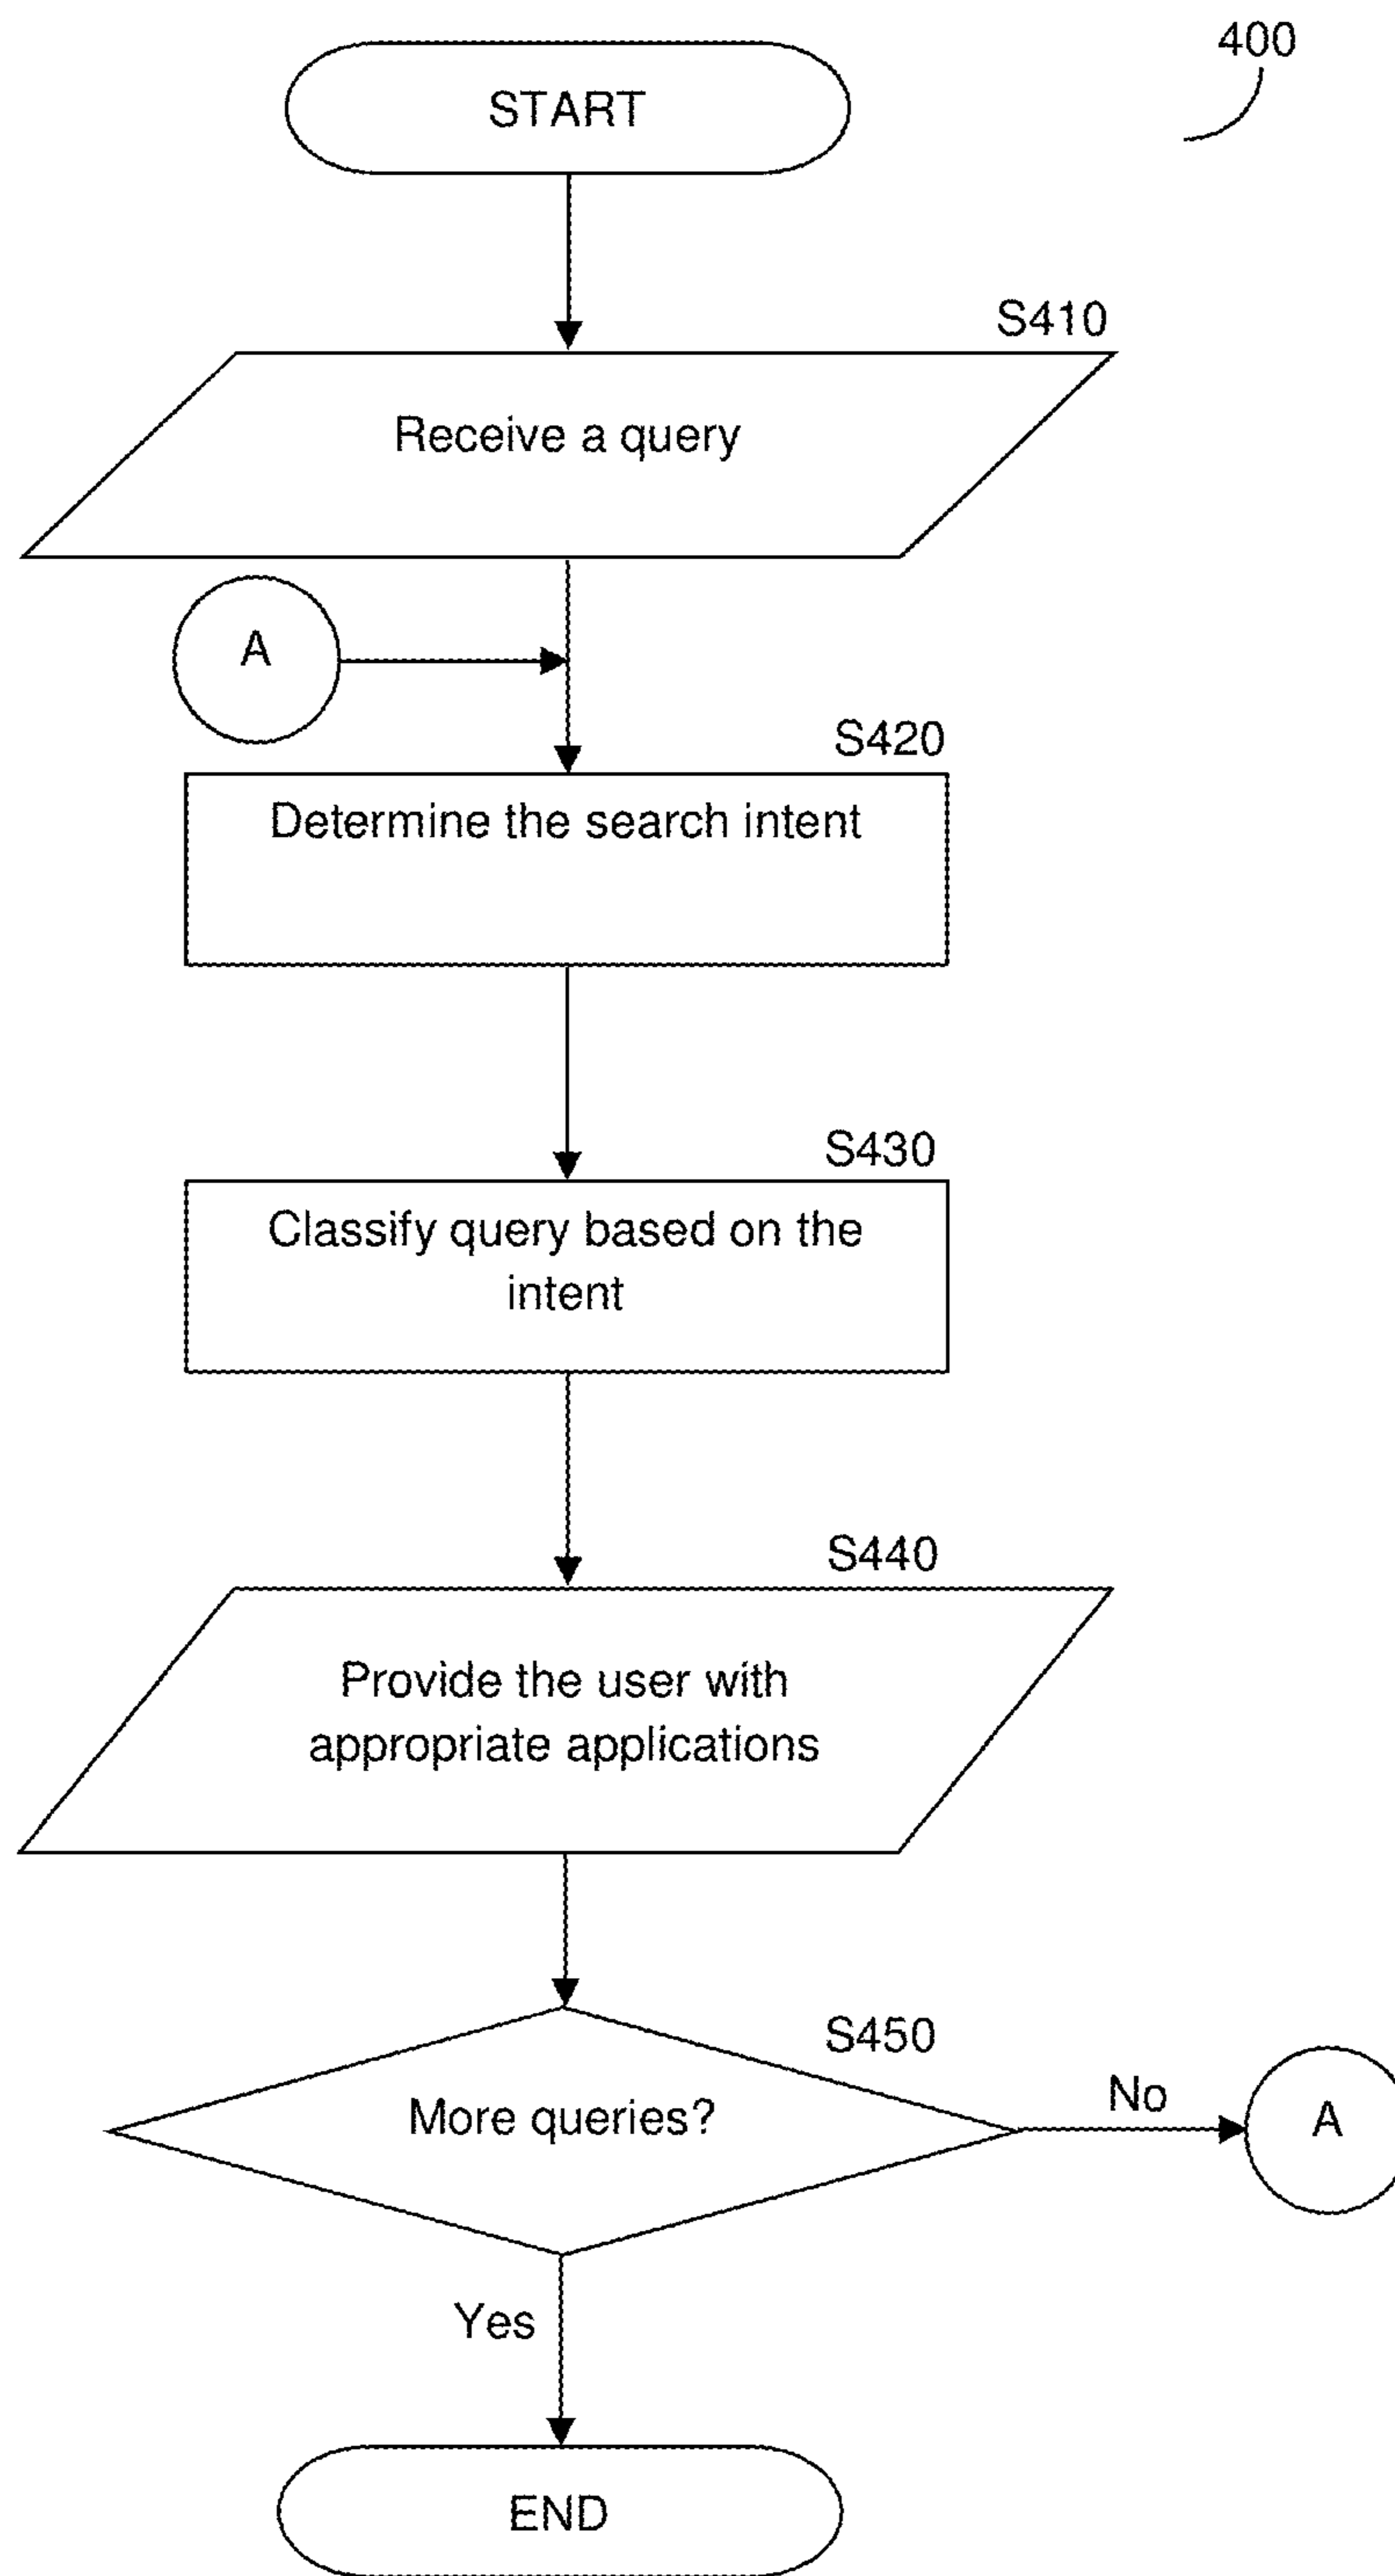 400
START
S410
Receive a query
A
S420
Determine the search intent
S430
Classify query based on the
intent
S440
Provide the user with
appropriate applications
S450
More queries?
No
A
Yes
END